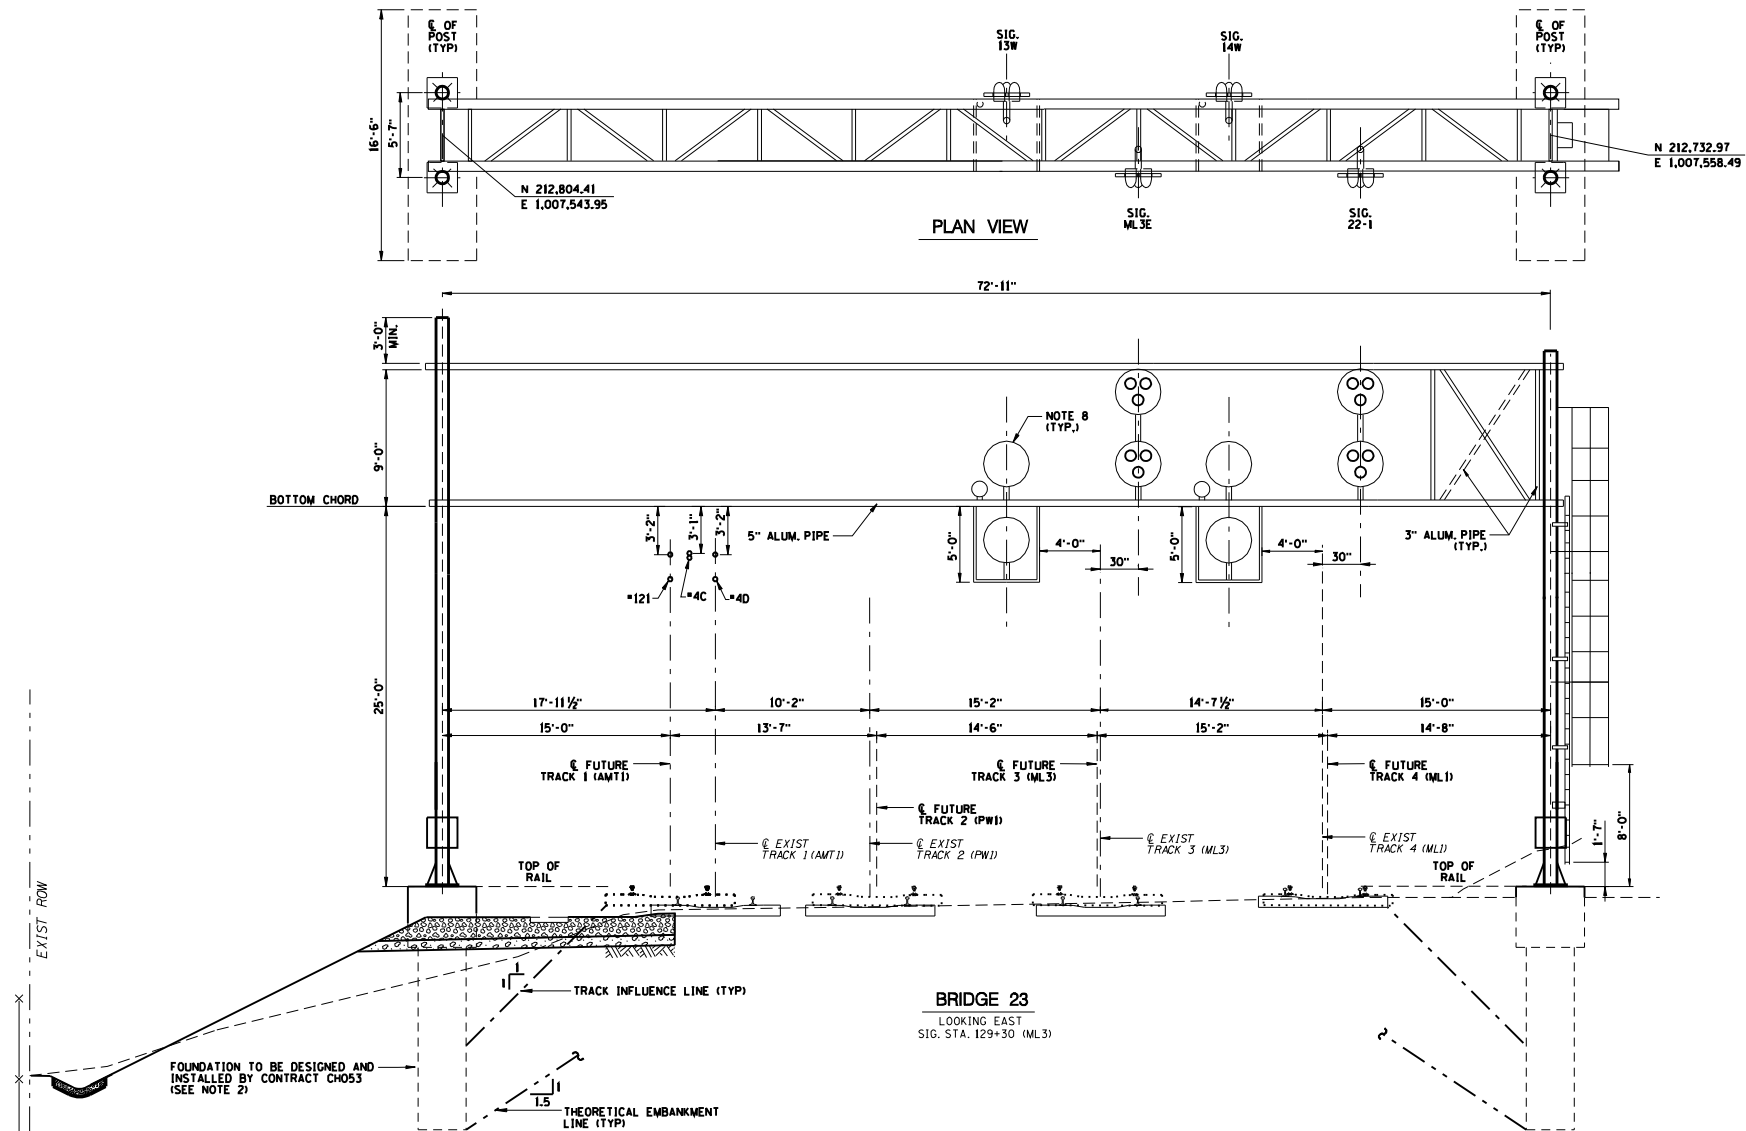 ℄ OF
POST
(TYP)
SIG.
13W
SIG.
14W
℄ OF
POST
(TYP)
16'-6"
5'-7"
N 212,804.41
E 1,007,543.95
N 212,732.97
E 1,007,558.49
SIG.
ML3E
SIG.
22-1
PLAN VIEW
72'-11"
3'-0"
MIN.
NOTE 8
(TYP.)
9'-0"
BOTTOM CHORD
3'-2"
3'-1"
3'-2"
5" ALUM. PIPE
5'-0"
4'-0"
30"
5'-0"
4'-0"
30"
3" ALUM. PIPE
(TYP.)
"121
"4C
"4D
25'-0"
17'-11½"
10'-2"
15'-2"
14'-7½"
15'-0"
15'-0"
13'-7"
14'-6"
15'-2"
14'-8"
℄ FUTURE
TRACK 1 (AMT1)
℄ FUTURE
TRACK 3 (ML3)
℄ FUTURE
TRACK 4 (ML1)
℄ FUTURE
TRACK 2 (PW1)
℄ EXIST
TRACK 1 (AMT1)
℄ EXIST
TRACK 2 (PW1)
℄ EXIST
TRACK 3 (ML3)
℄ EXIST
TRACK 4 (ML1)
1'-7"
8'-0"
TOP OF
RAIL
TOP OF
RAIL
EXIST ROW
1
1
TRACK INFLUENCE LINE (TYP)
BRIDGE 23
LOOKING EAST
SIG. STA. 129+30 (ML3)
FOUNDATION TO BE DESIGNED AND
INSTALLED BY CONTRACT CH053
(SEE NOTE 2)
1
1.5
THEORETICAL EMBANKMENT
LINE (TYP)